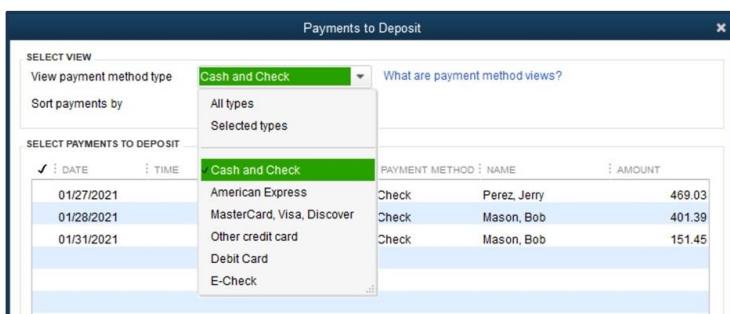 Payments to Deposit
SELECT VIEW
View payment method type Cash and Check What are payment method views?
Sort payments by
All types
Selected types
SELECT PAYMENTS TO DEPOSIT
✓ DATE TIME PAYMENT METHOD NAME AMOUNT
✓ Cash and Check
American Express
MasterCard, Visa, Discover
Other credit card
Debit Card
E-Check
01/27/2021 Check Perez, Jerry 469.03
01/28/2021 Check Mason, Bob 401.39
01/31/2021 Check Mason, Bob 151.45